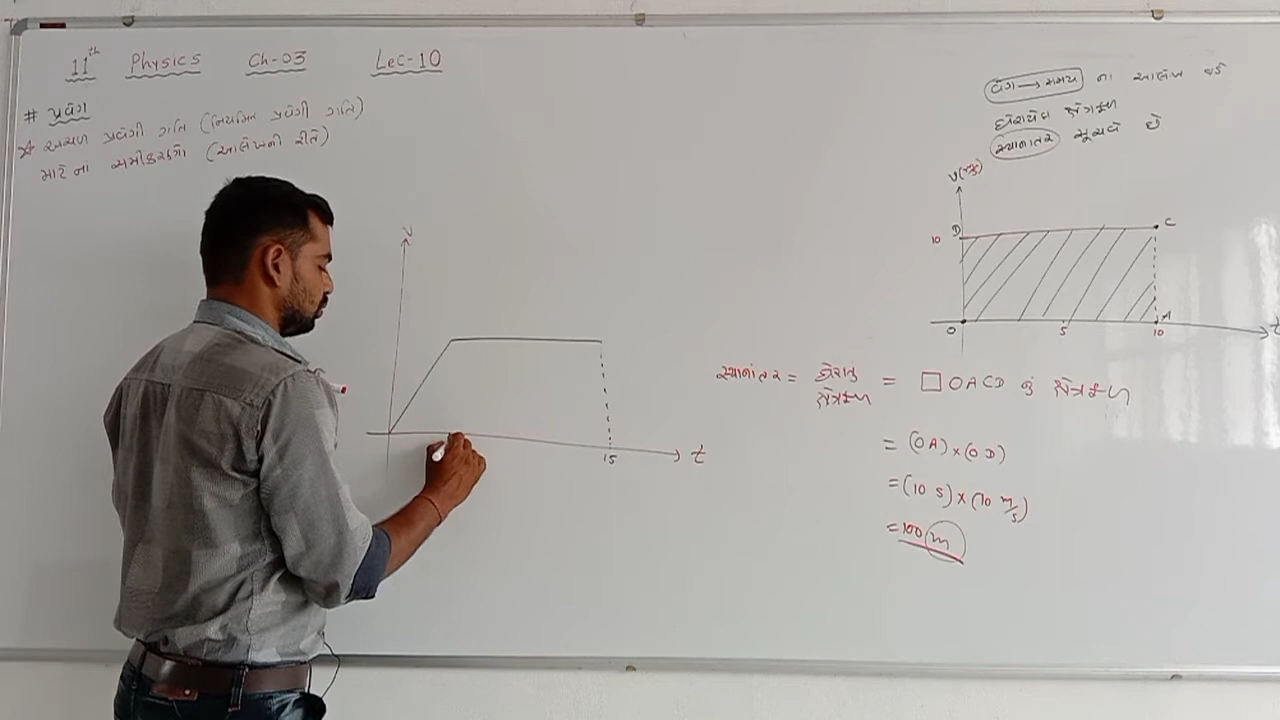 11th Physics Ch-03 Lec-10
# પ્રવેગ
☆ અચળ પ્રવેગી ગતિ (નિયમિત પ્રવેગી ગતિ)
માટેનાં સમીકરણો (આલેખની રીતે)
વેગ → સમય ના આલેખ વડે
ઘેરાયેલ ક્ષેત્રફળ
સ્થાનાંતર સૂચવે છે
v(m/s)
D
C
10
O
5
A
10
t
v
15
t
સ્થાનાંતર = ઘેરાતું ક્ષેત્રફળ = □OACD નું ક્ષેત્રફળ
= (OA)×(OD)
= (10 s)×(10 m/s)
= 100 m